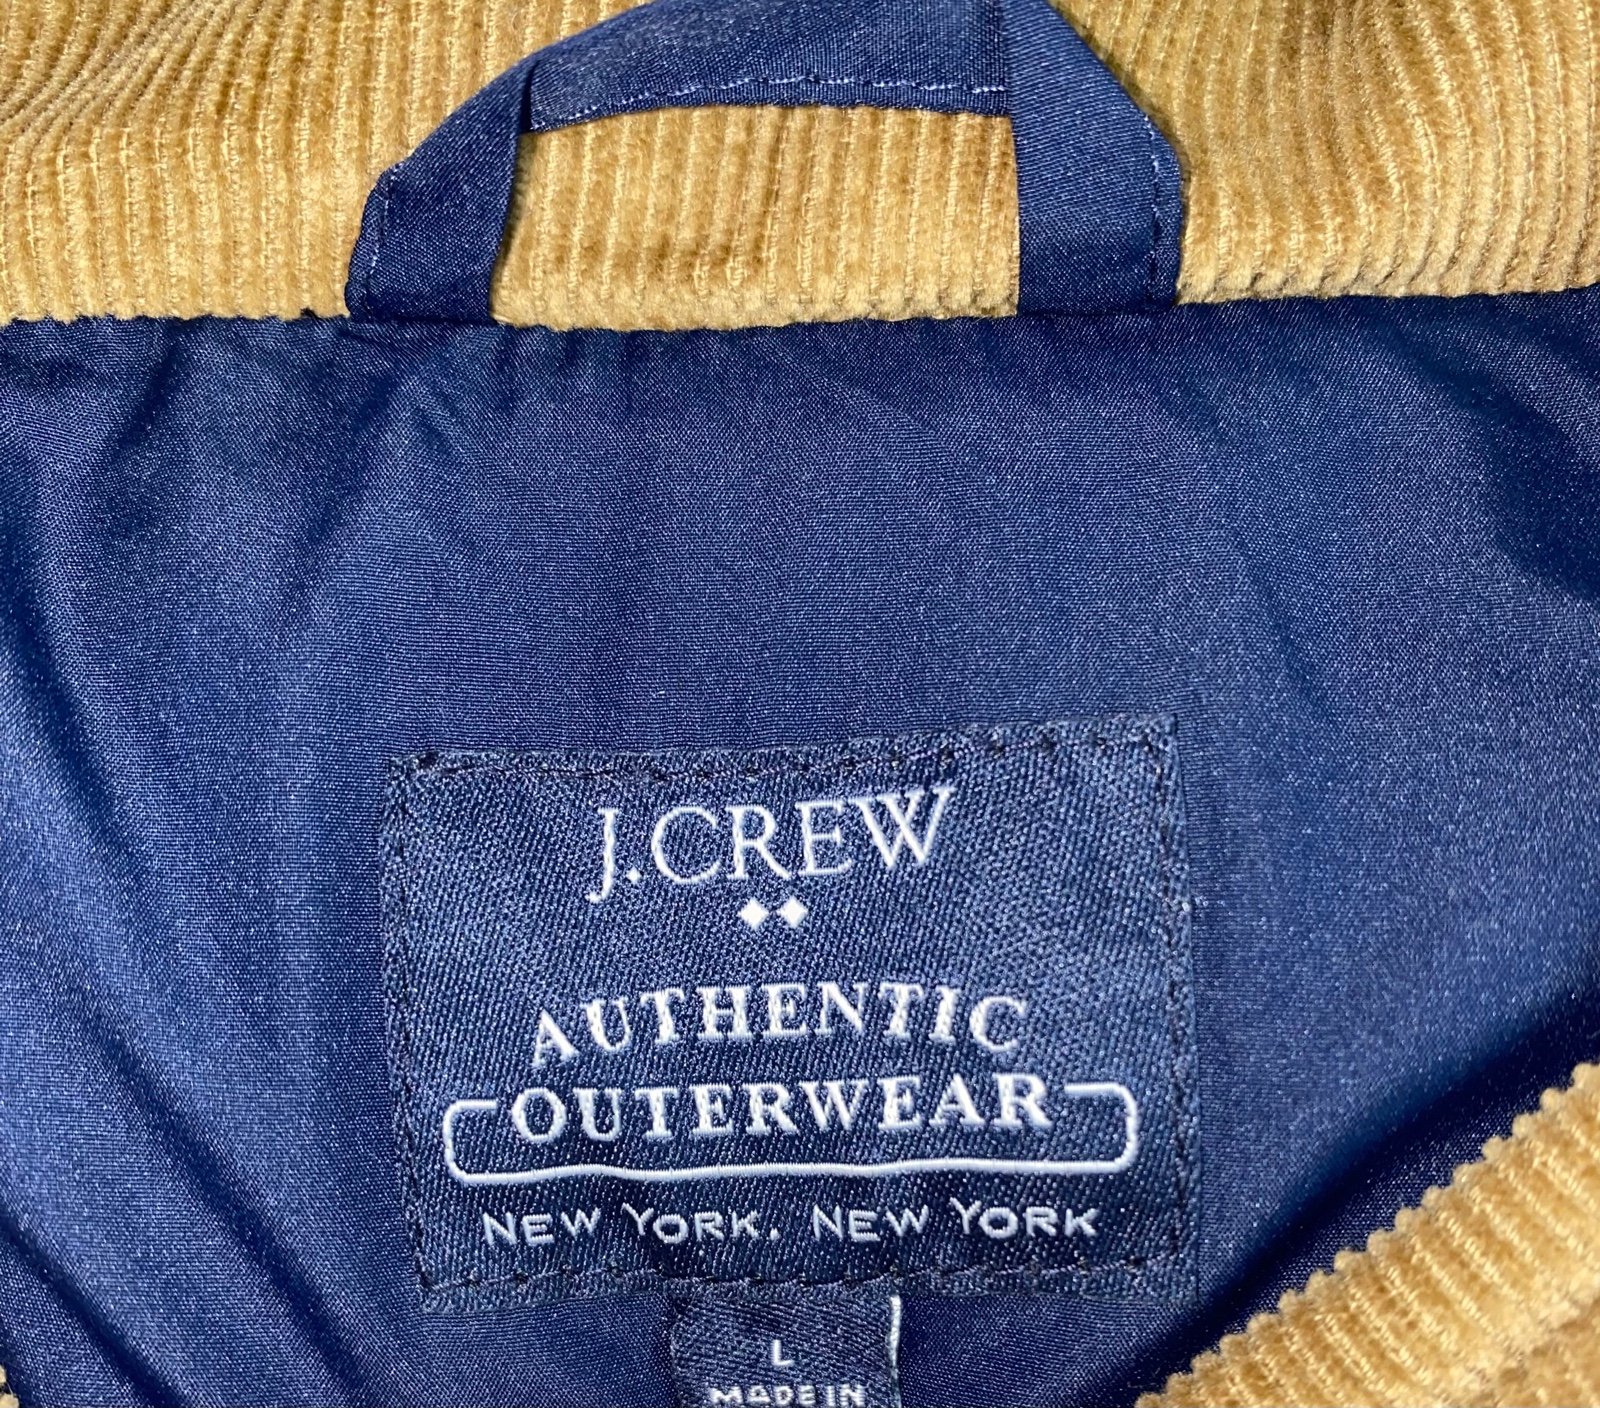 J.CREW
AUTHENTIC
OUTERWEAR
NEW YORK, NEW YORK
L
MADE IN